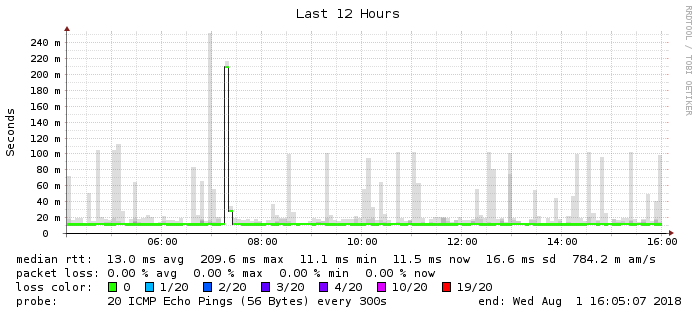 Last 12 Hours
RRDTOOL / TOBI OETIKER
Seconds
240 m
220 m
200 m
180 m
160 m
140 m
120 m
100 m
80 m
60 m
40 m
20 m
0
06:00 08:00 10:00 12:00 14:00 16:00
median rtt: 13.0 ms avg 209.6 ms max 11.1 ms min 11.5 ms now 16.6 ms sd 784.2 m am/s
packet loss: 0.00 % avg 0.00 % max 0.00 % min 0.00 % now
loss color: 0 1/20 2/20 3/20 4/20 10/20 19/20
probe: 20 ICMP Echo Pings (56 Bytes) every 300s end: Wed Aug 1 16:05:07 2018